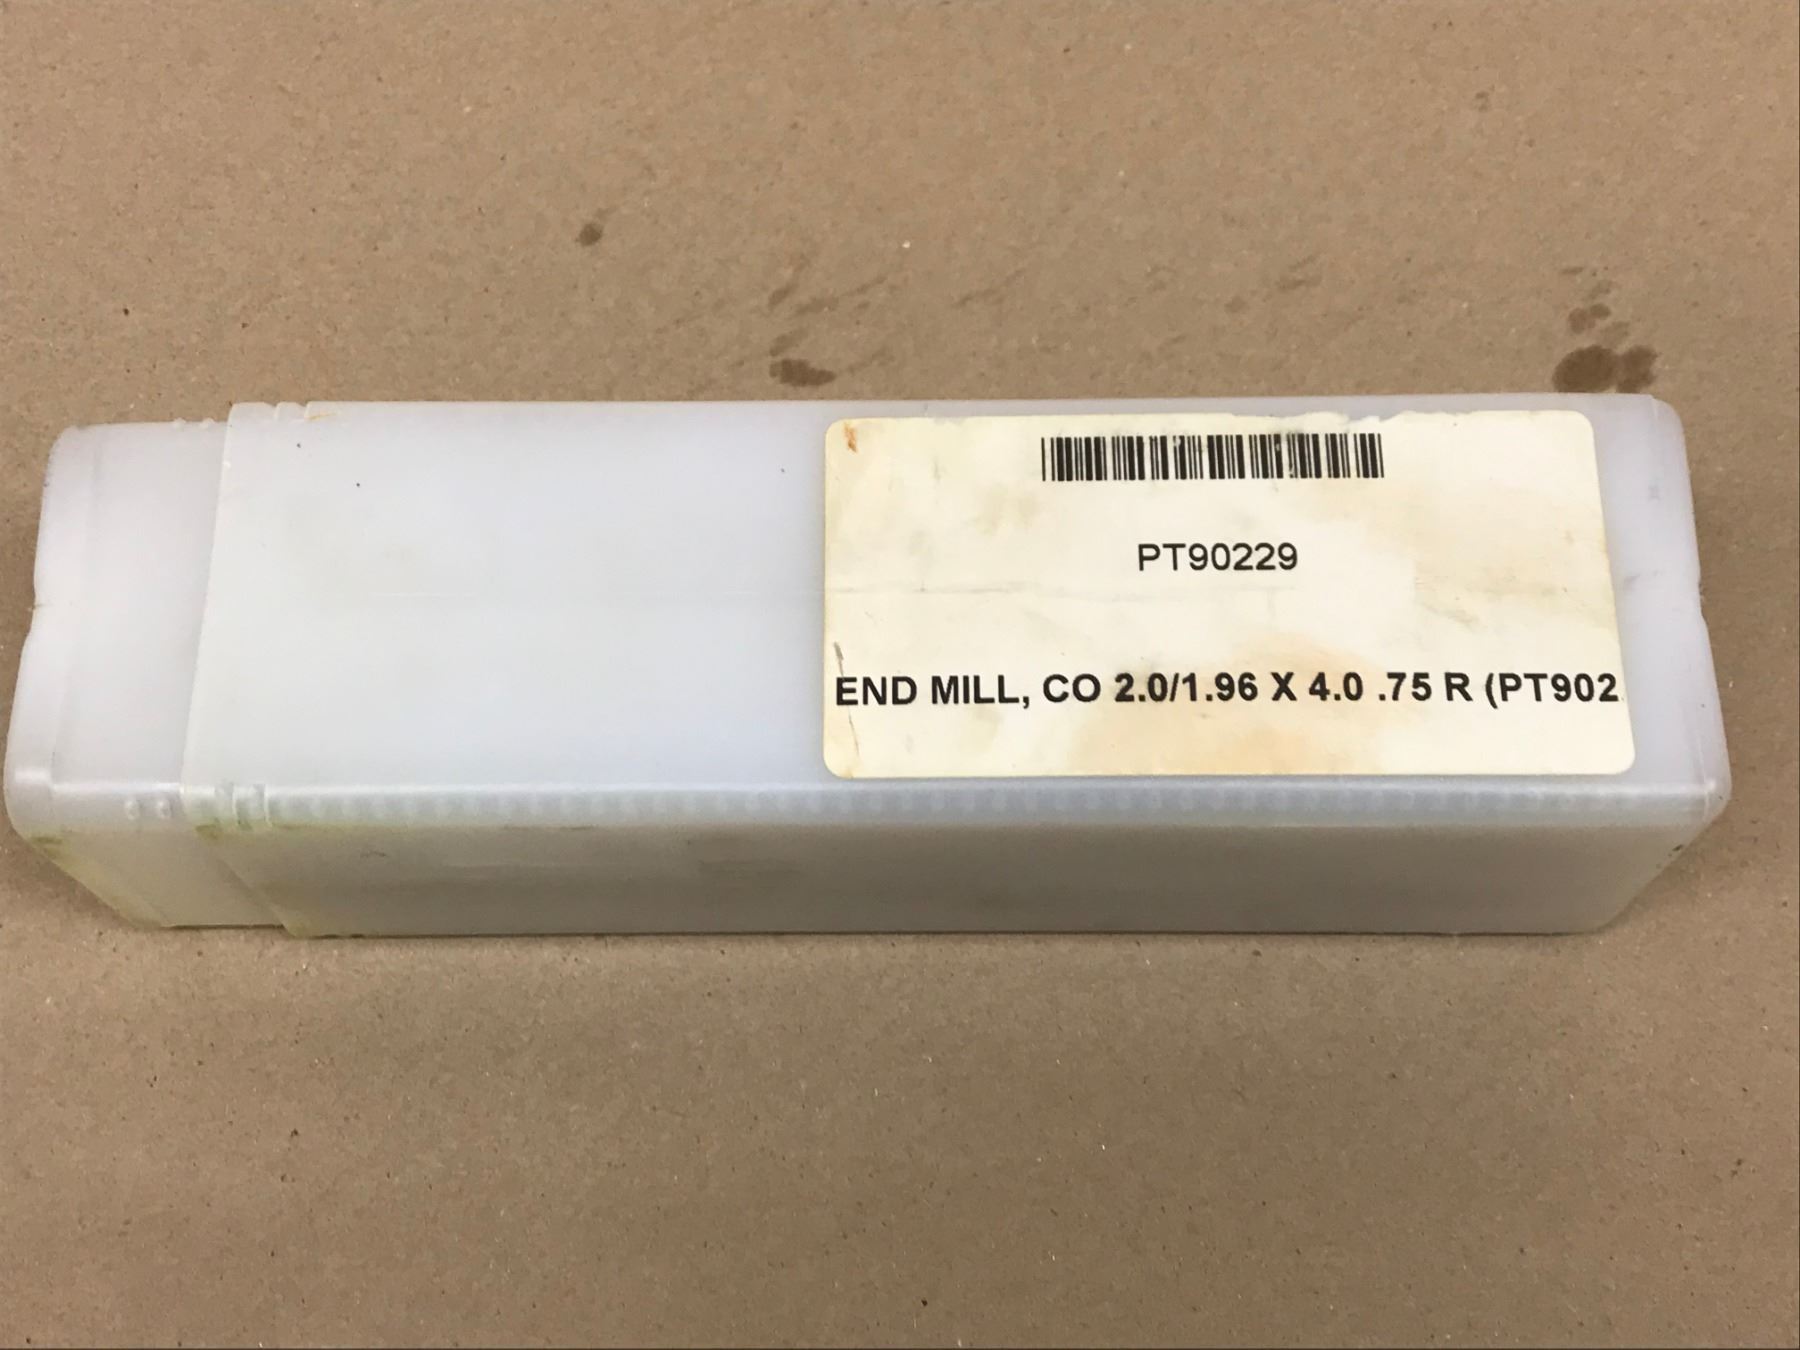 PT90229
END MILL, CO 2.0/1.96 X 4.0 .75 R (PT902